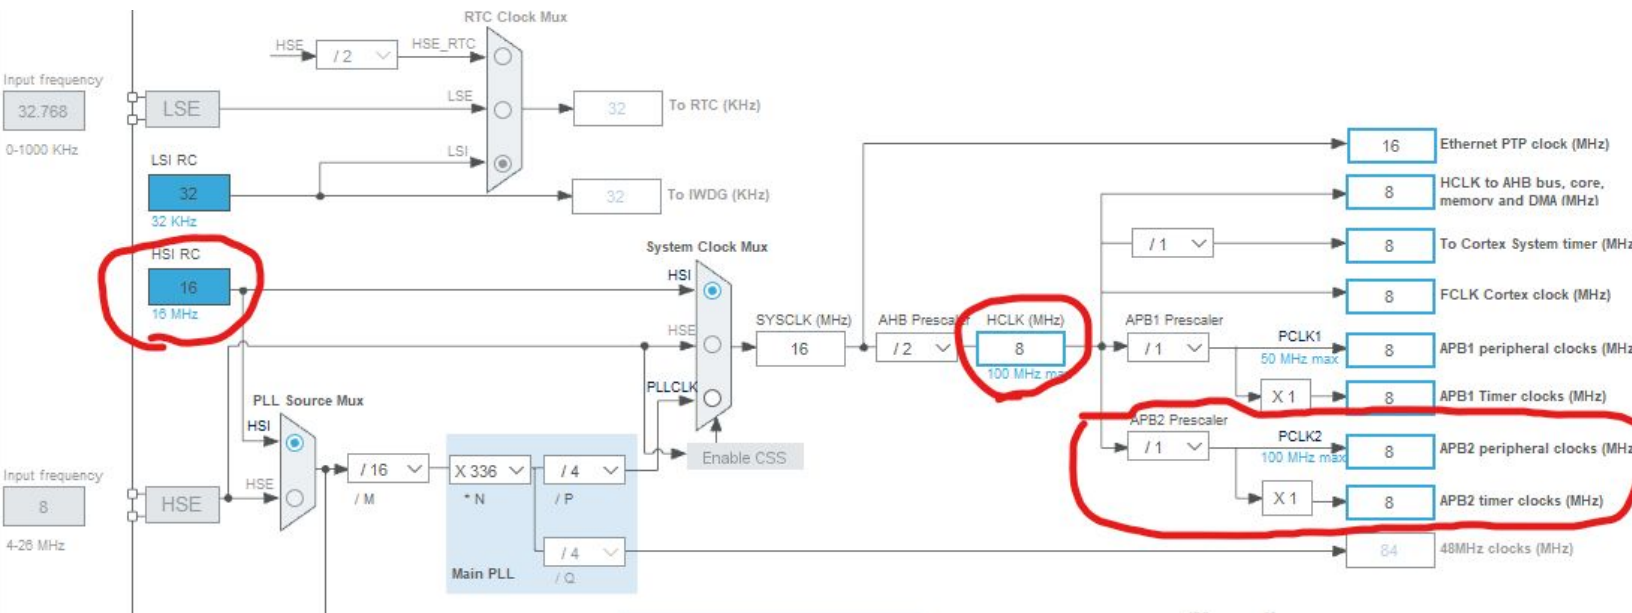 RTC Clock Mux
HSE
/ 2
HSE_RTC
Input frequency
32.768
0-1000 KHz
LSE
LSE
32
To RTC (KHz)
LSI
LSI RC
32
32 KHz
32
To IWDG (KHz)
16
Ethernet PTP clock (MHz)
8
HCLK to AHB bus, core,
memory and DMA (MHz)
/ 1
8
To Cortex System timer (MHz
8
FCLK Cortex clock (MHz)
HSI RC
16
16 MHz
System Clock Mux
HSI
HSE
PLLCLK
SYSCLK (MHz)
16
AHB Prescaler
/ 2
HCLK (MHz)
8
100 MHz max
APB1 Prescaler
/ 1
PCLK1
50 MHz max
8
APB1 peripheral clocks (MHz
X 1
8
APB1 Timer clocks (MHz)
APB2 Prescaler
/ 1
PCLK2
100 MHz max
8
APB2 peripheral clocks (MHz
X 1
8
APB2 timer clocks (MHz)
84
48MHz clocks (MHz)
PLL Source Mux
HSI
HSE
Input frequency
8
4-26 MHz
HSE
/ 16
/ M
X 336
* N
/ 4
/ P
/ 4
/ Q
Main PLL
Enable CSS